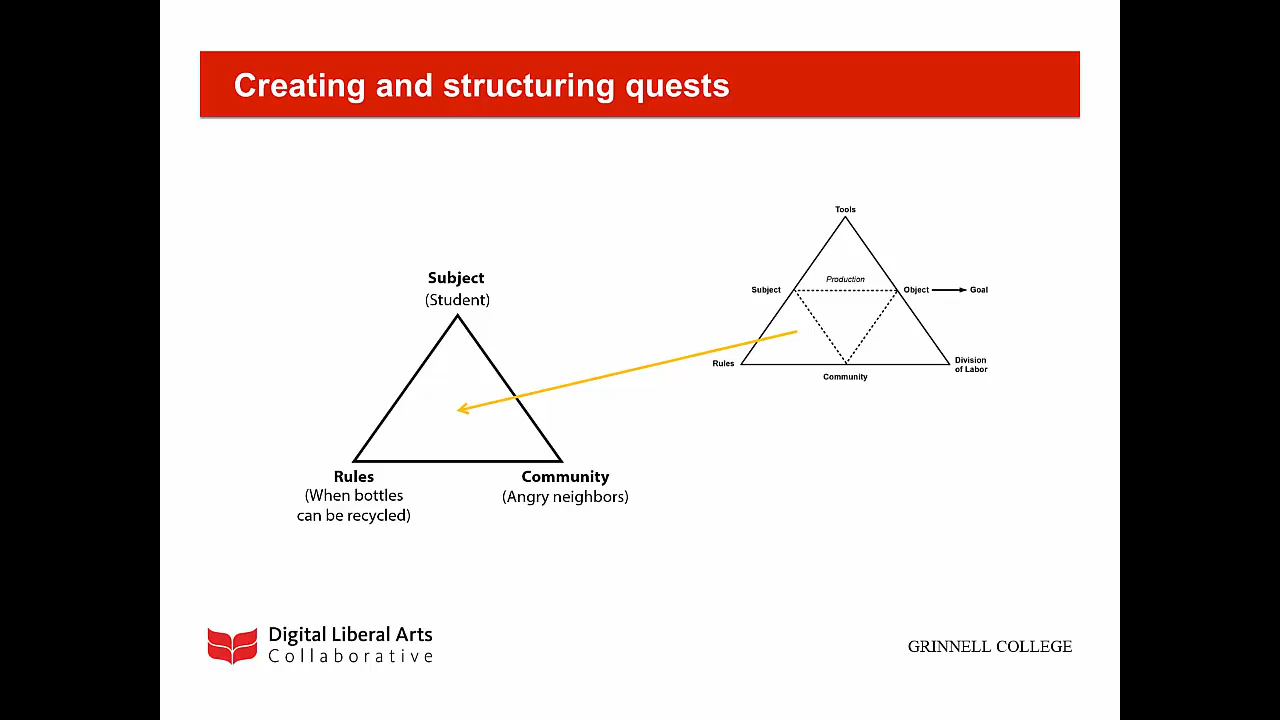 Creating and structuring quests
Tools
Production
Subject
Object
Goal
Rules
Community
Division
of Labor
Subject
(Student)
Rules
(When bottles
can be recycled)
Community
(Angry neighbors)
Digital Liberal Arts
Collaborative
GRINNELL COLLEGE